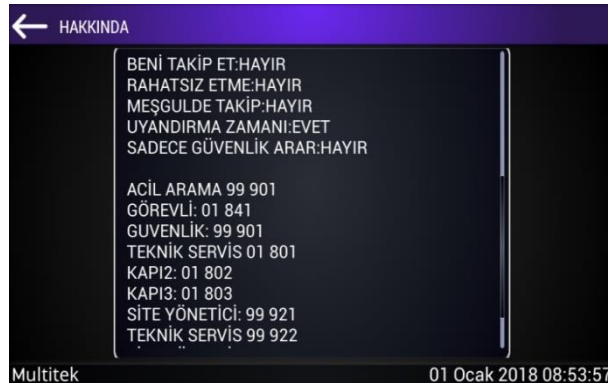 HAKKINDA
BENİ TAKİP ET:HAYIR
RAHATSIZ ETME:HAYIR
MEŞGULDE TAKİP:HAYIR
UYANDIRMA ZAMANI:EVET
SADECE GÜVENLİK ARAR:HAYIR
ACİL ARAMA 99 901
GÖREVLİ: 01 841
GUVENLİK: 99 901
TEKNİK SERVİS 01 801
KAPI2: 01 802
KAPI3: 01 803
SİTE YÖNETİCİ: 99 921
TEKNİK SERVİS 99 922
Multitek
01 Ocak 2018 08:53:57